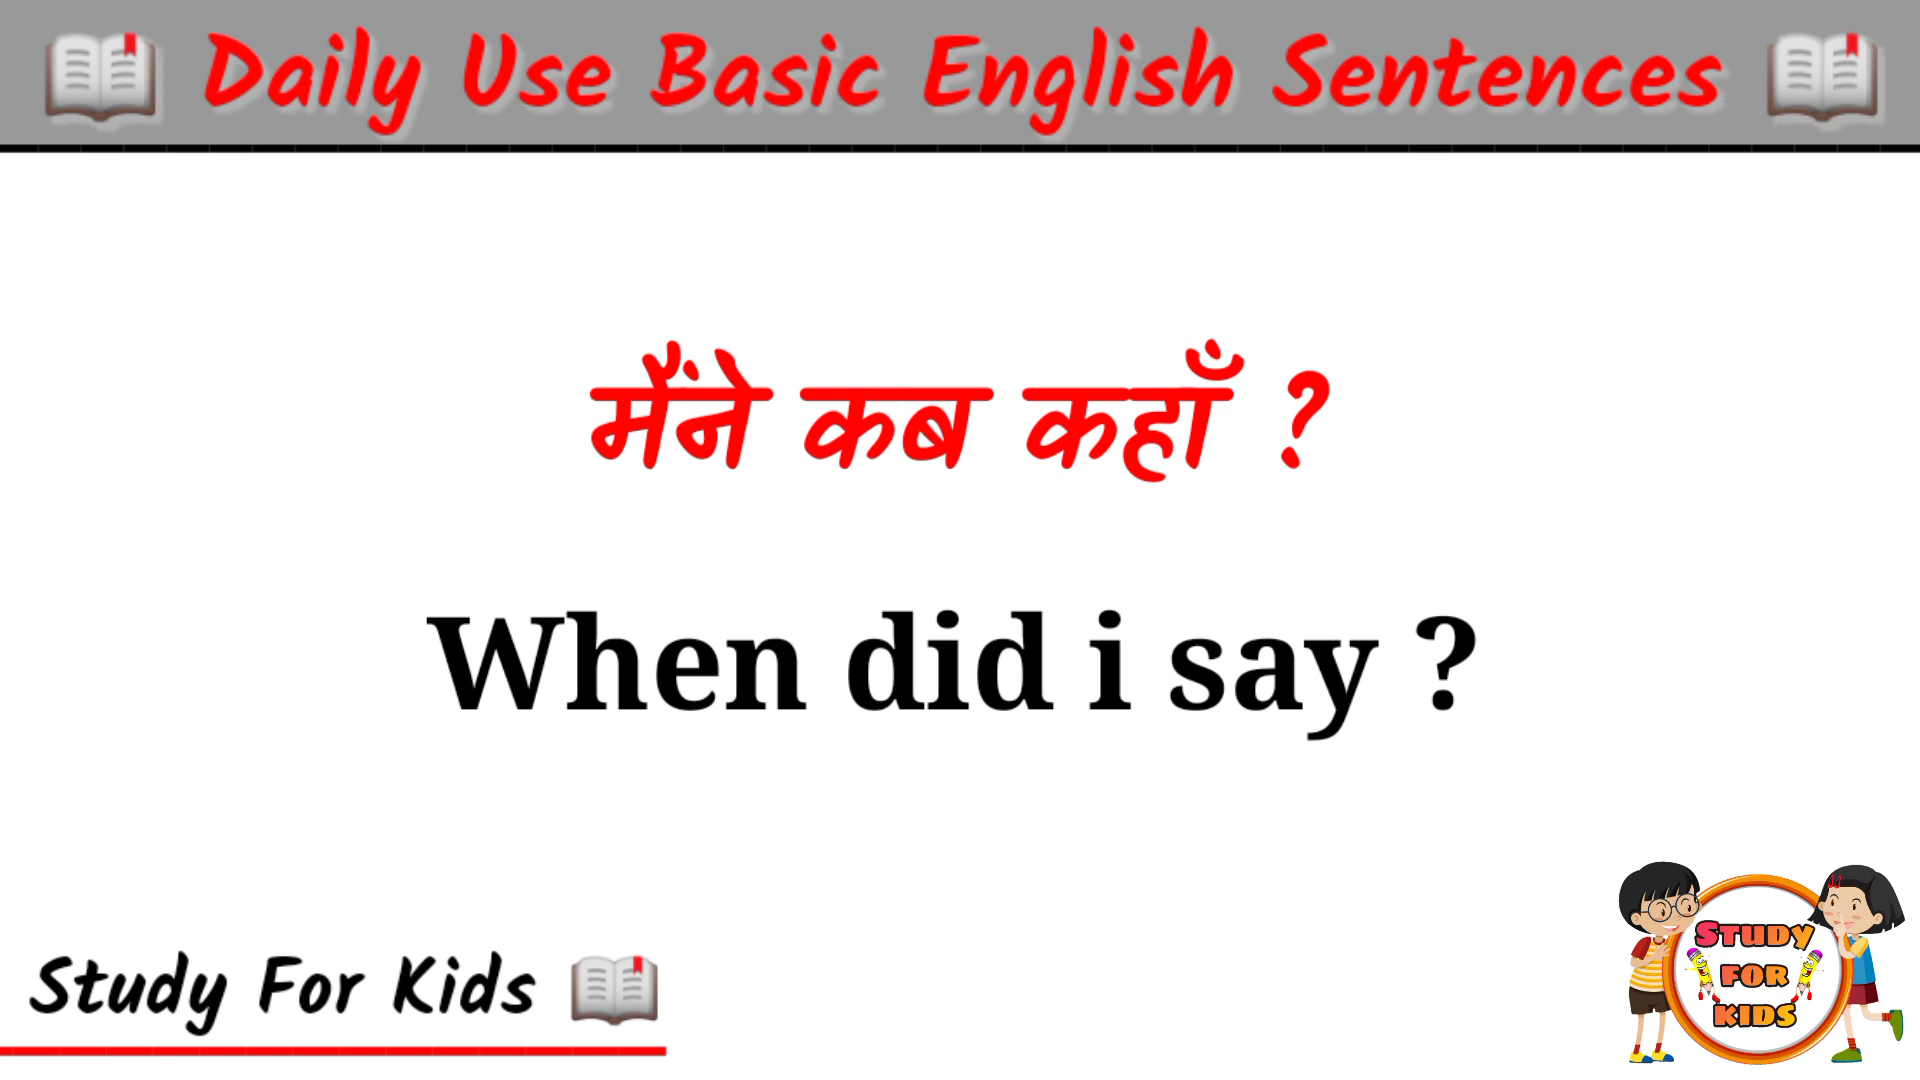 📖 Daily Use Basic English Sentences 📖
मैंने कब कहाँ ?
When did i say ?
Study For Kids 📖
STUDY
FOR
KIDS